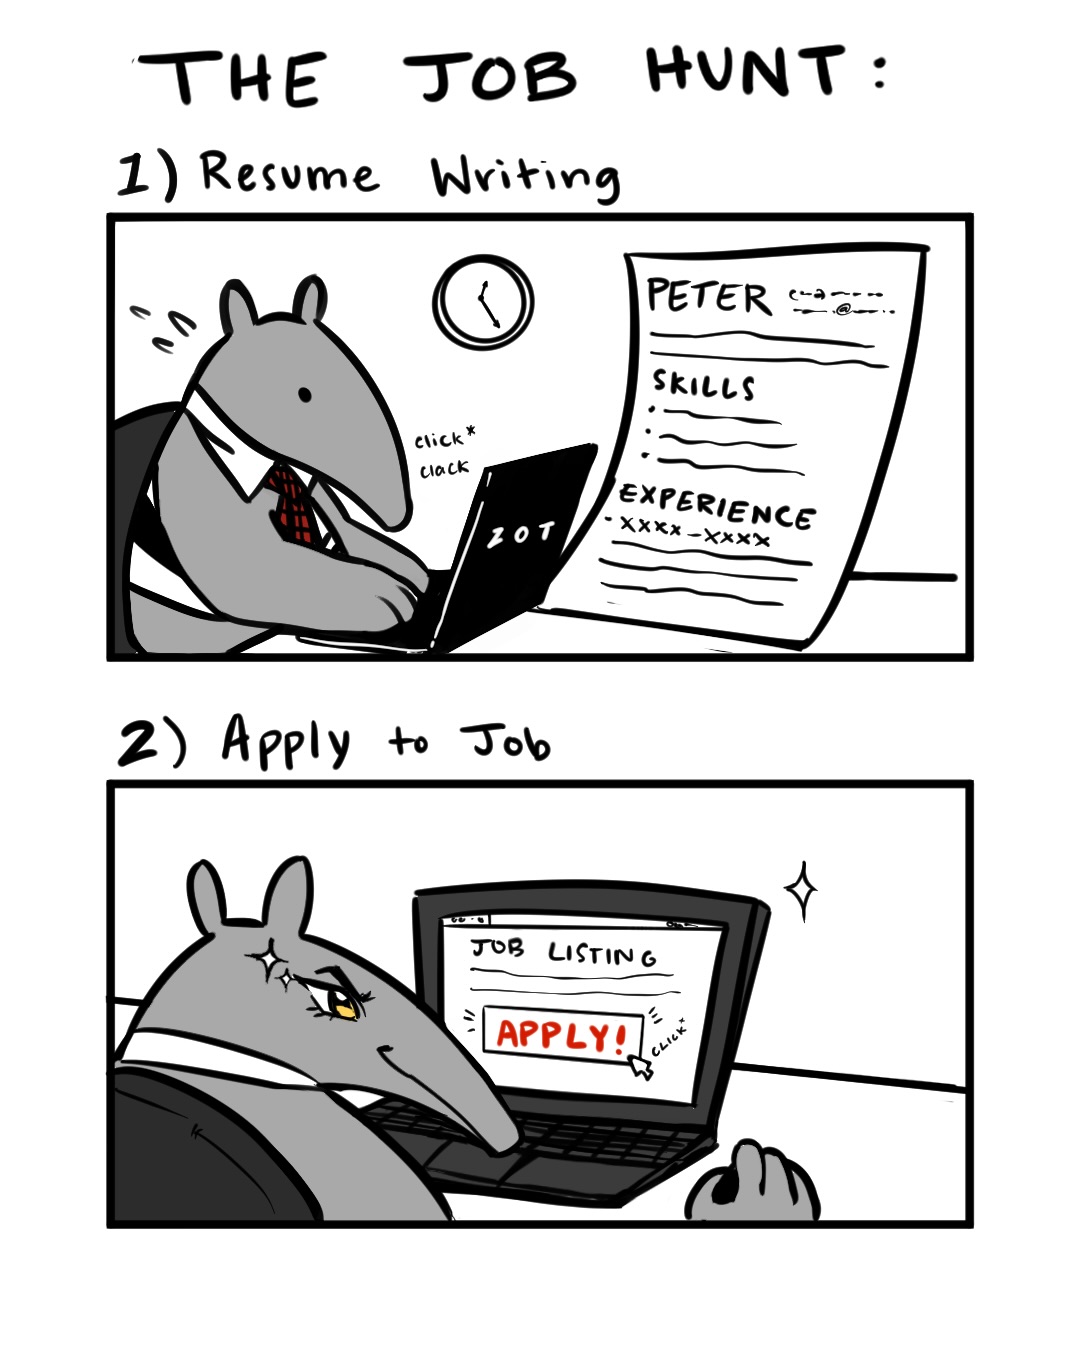 THE JOB HUNT:
1) Resume Writing
click*
clack
ZOT
PETER
@
SKILLS
EXPERIENCE
XXXX-XXXX
2) Apply to Job
JOB LISTING
APPLY!
CLICK*